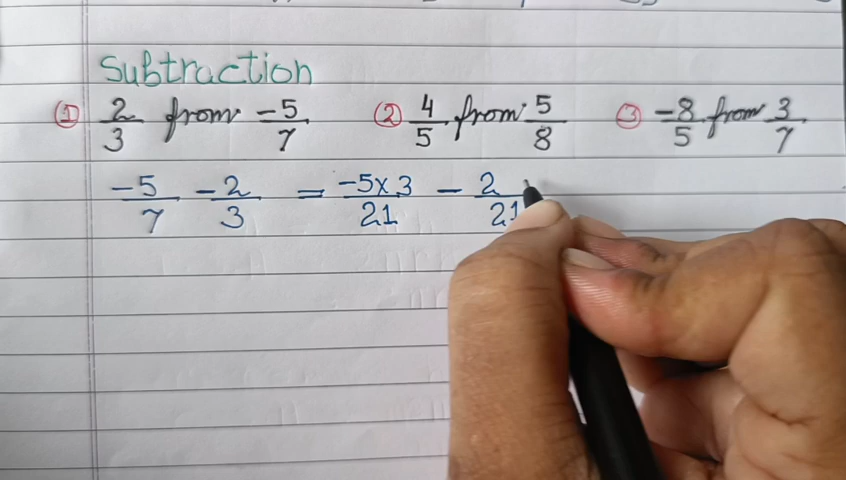 Subtraction
① 2/3 from -5/7 ② 4/5 from 5/8 ③ -8/5 from 3/7
-5/7 - 2/3 = -5x3/21 - 2/21